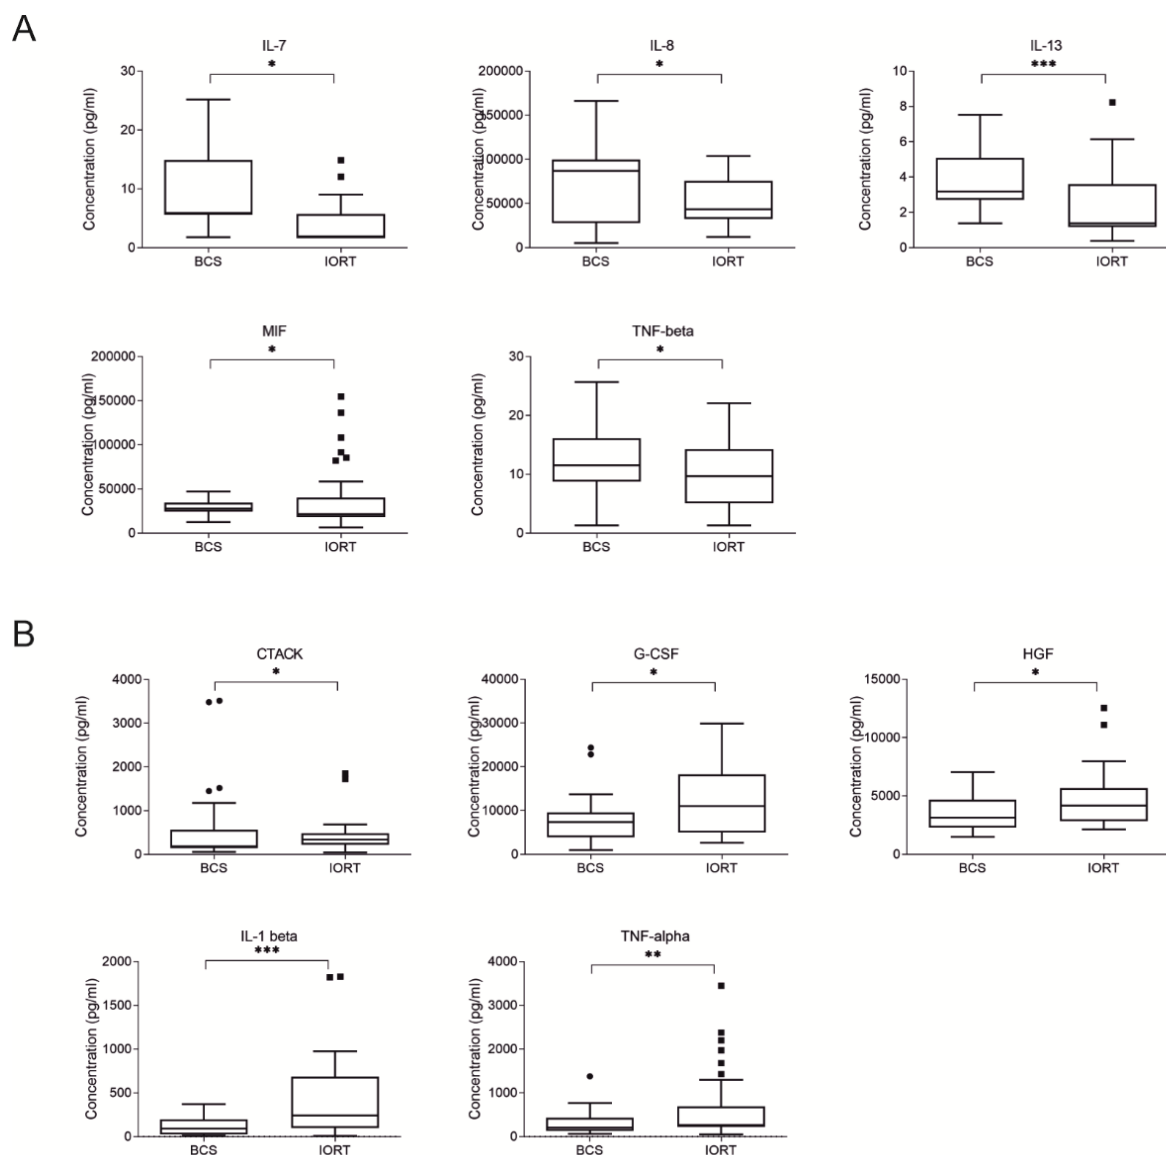 A
IL-7
*
Concentration (pg/ml)
30
20
10
0
BCS IORT
IL-8
*
Concentration (pg/ml)
200000
150000
100000
50000
0
BCS IORT
IL-13
***
Concentration (pg/ml)
10
8
6
4
2
0
BCS IORT
MIF
*
Concentration (pg/ml)
200000
150000
100000
50000
0
BCS IORT
TNF-beta
*
Concentration (pg/ml)
30
20
10
0
BCS IORT
B
CTACK
*
Concentration (pg/ml)
4000
3000
2000
1000
0
BCS IORT
G-CSF
*
Concentration (pg/ml)
40000
30000
20000
10000
0
BCS IORT
HGF
*
Concentration (pg/ml)
15000
10000
5000
0
BCS IORT
IL-1 beta
***
Concentration (pg/ml)
2000
1500
1000
500
0
BCS IORT
TNF-alpha
**
Concentration (pg/ml)
4000
3000
2000
1000
0
BCS IORT